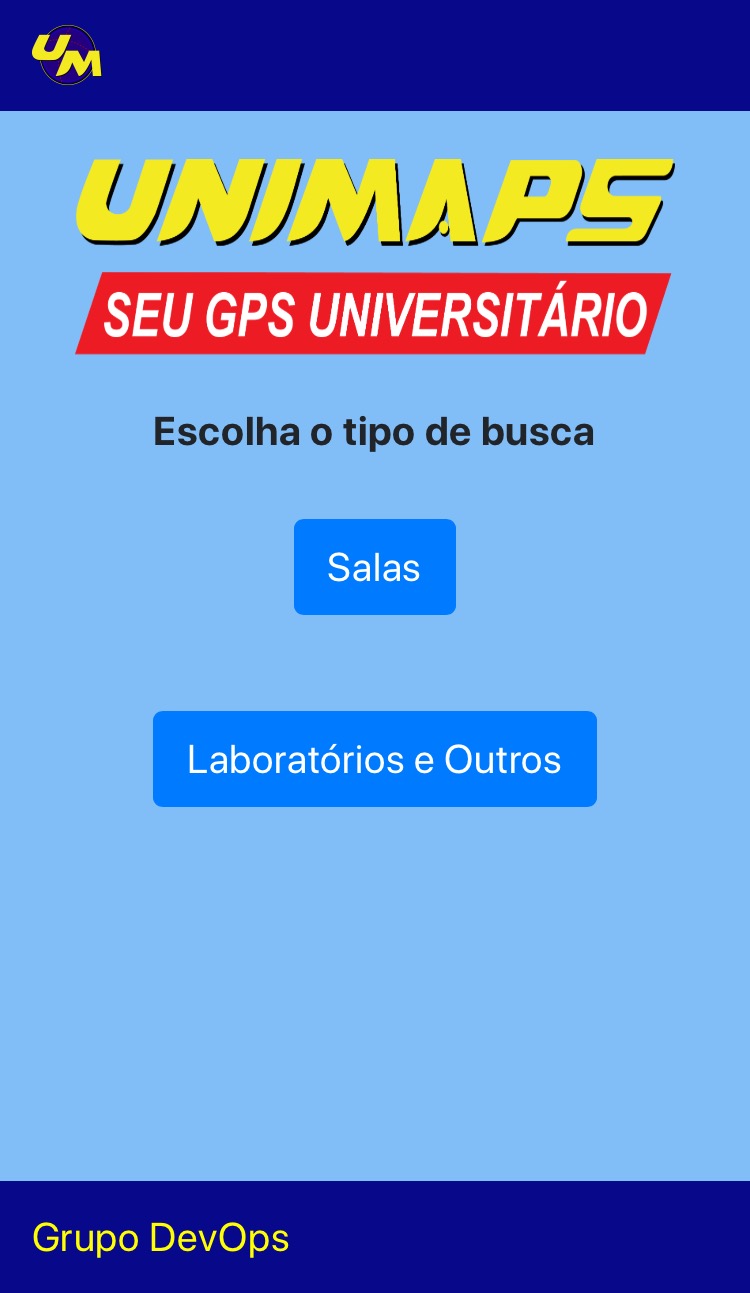 UM
UNIMAPS
SEU GPS UNIVERSITÁRIO
Escolha o tipo de busca
Salas
Laboratórios e Outros
Grupo DevOps